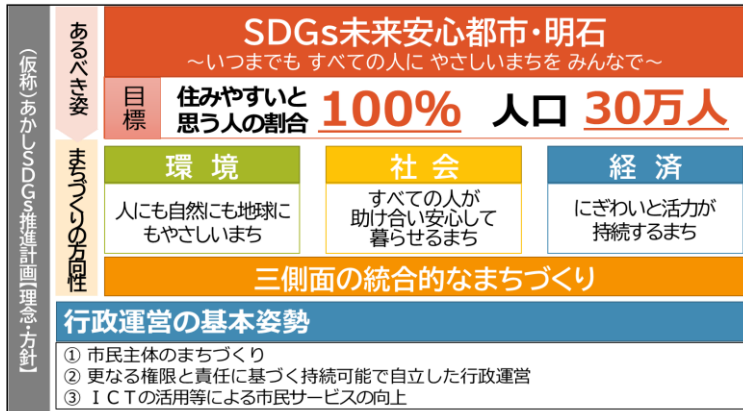 (仮称)あかしSDGs推進計画【理念・方針】
あるべき姿
SDGs未来安心都市・明石
～いつまでも すべての人に やさしいまちを みんなで～
目標
住みやすいと
思う人の割合
100%
人口 30万人
まちづくりの方向性
環境
人にも自然にも地球に
もやさしいまち
社会
すべての人が
助け合い安心して
暮らせるまち
経済
にぎわいと活力が
持続するまち
三側面の統合的なまちづくり
行政運営の基本姿勢
① 市民主体のまちづくり
② 更なる権限と責任に基づく持続可能で自立した行政運営
③ ＩＣＴの活用等による市民サービスの向上